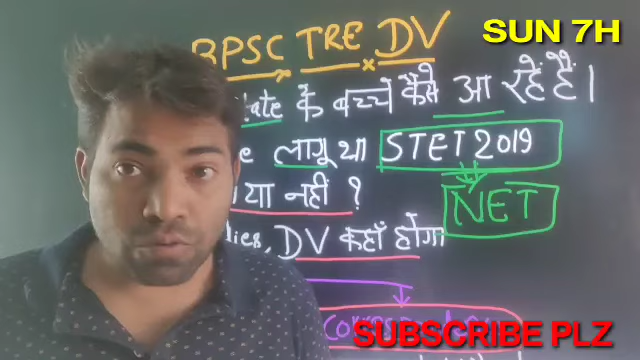 SUN 7H
BPSC TRE DV
के बच्चे कैसे आ रहे हैं।
लागू था STET 2019
या नहीं ? NET
DV कहाँ होगा
SUBSCRIBE PLZ